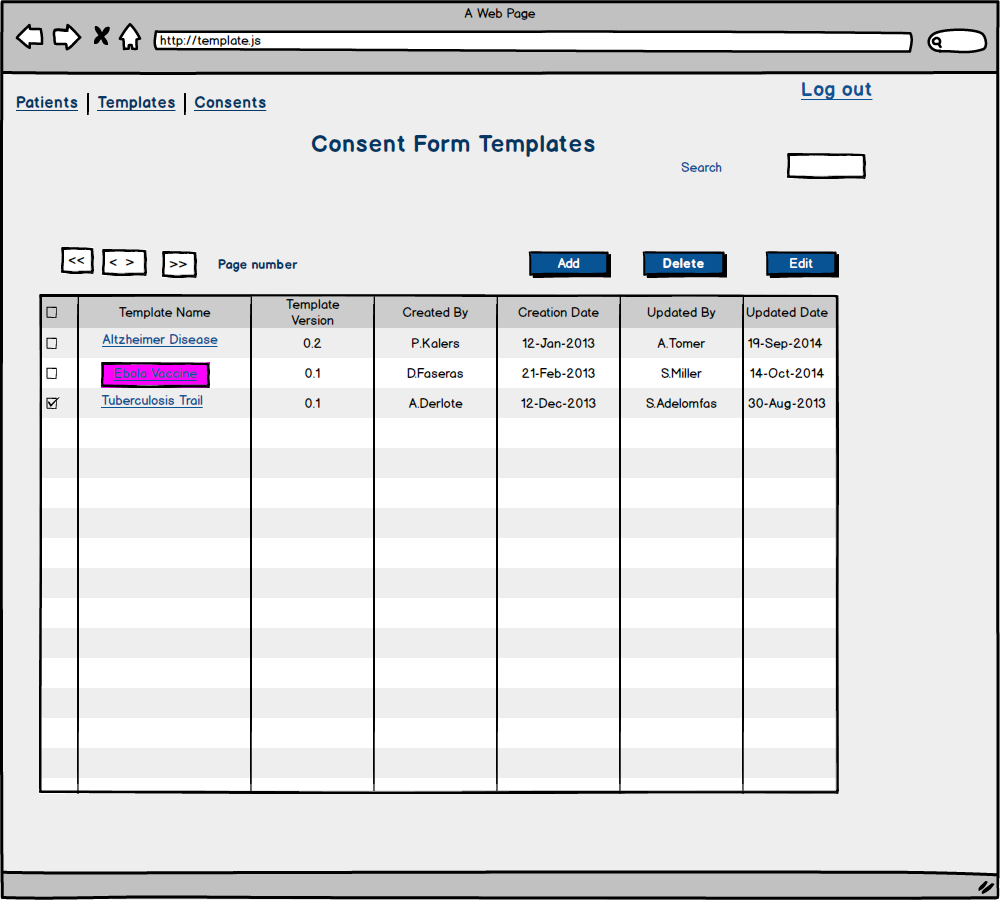 A Web Page
http://template.js
Log out
Patients Templates Consents
Consent Form Templates
Search
<< < > >> Page number Add Delete Edit
Template Name Template Version Created By Creation Date Updated By Updated Date
Altzheimer Disease 0.2 P.Kalers 12-Jan-2013 A.Tomer 19-Sep-2014
Ebola Vaccine 0.1 D.Faseras 21-Feb-2013 S.Miller 14-Oct-2014
Tuberculosis Trail 0.1 A.Derlote 12-Dec-2013 S.Adelomfas 30-Aug-2013